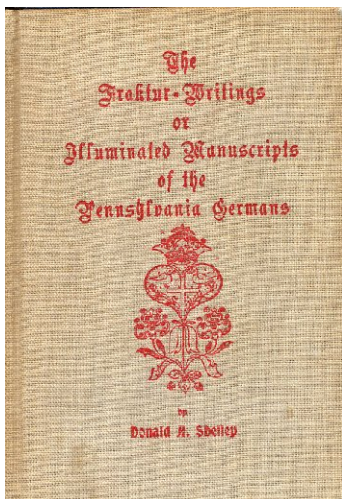 The
Fraktur-Writings
or
Illuminated Manuscripts
of the
Pennsylvania Germans
by
Donald A. Shelley